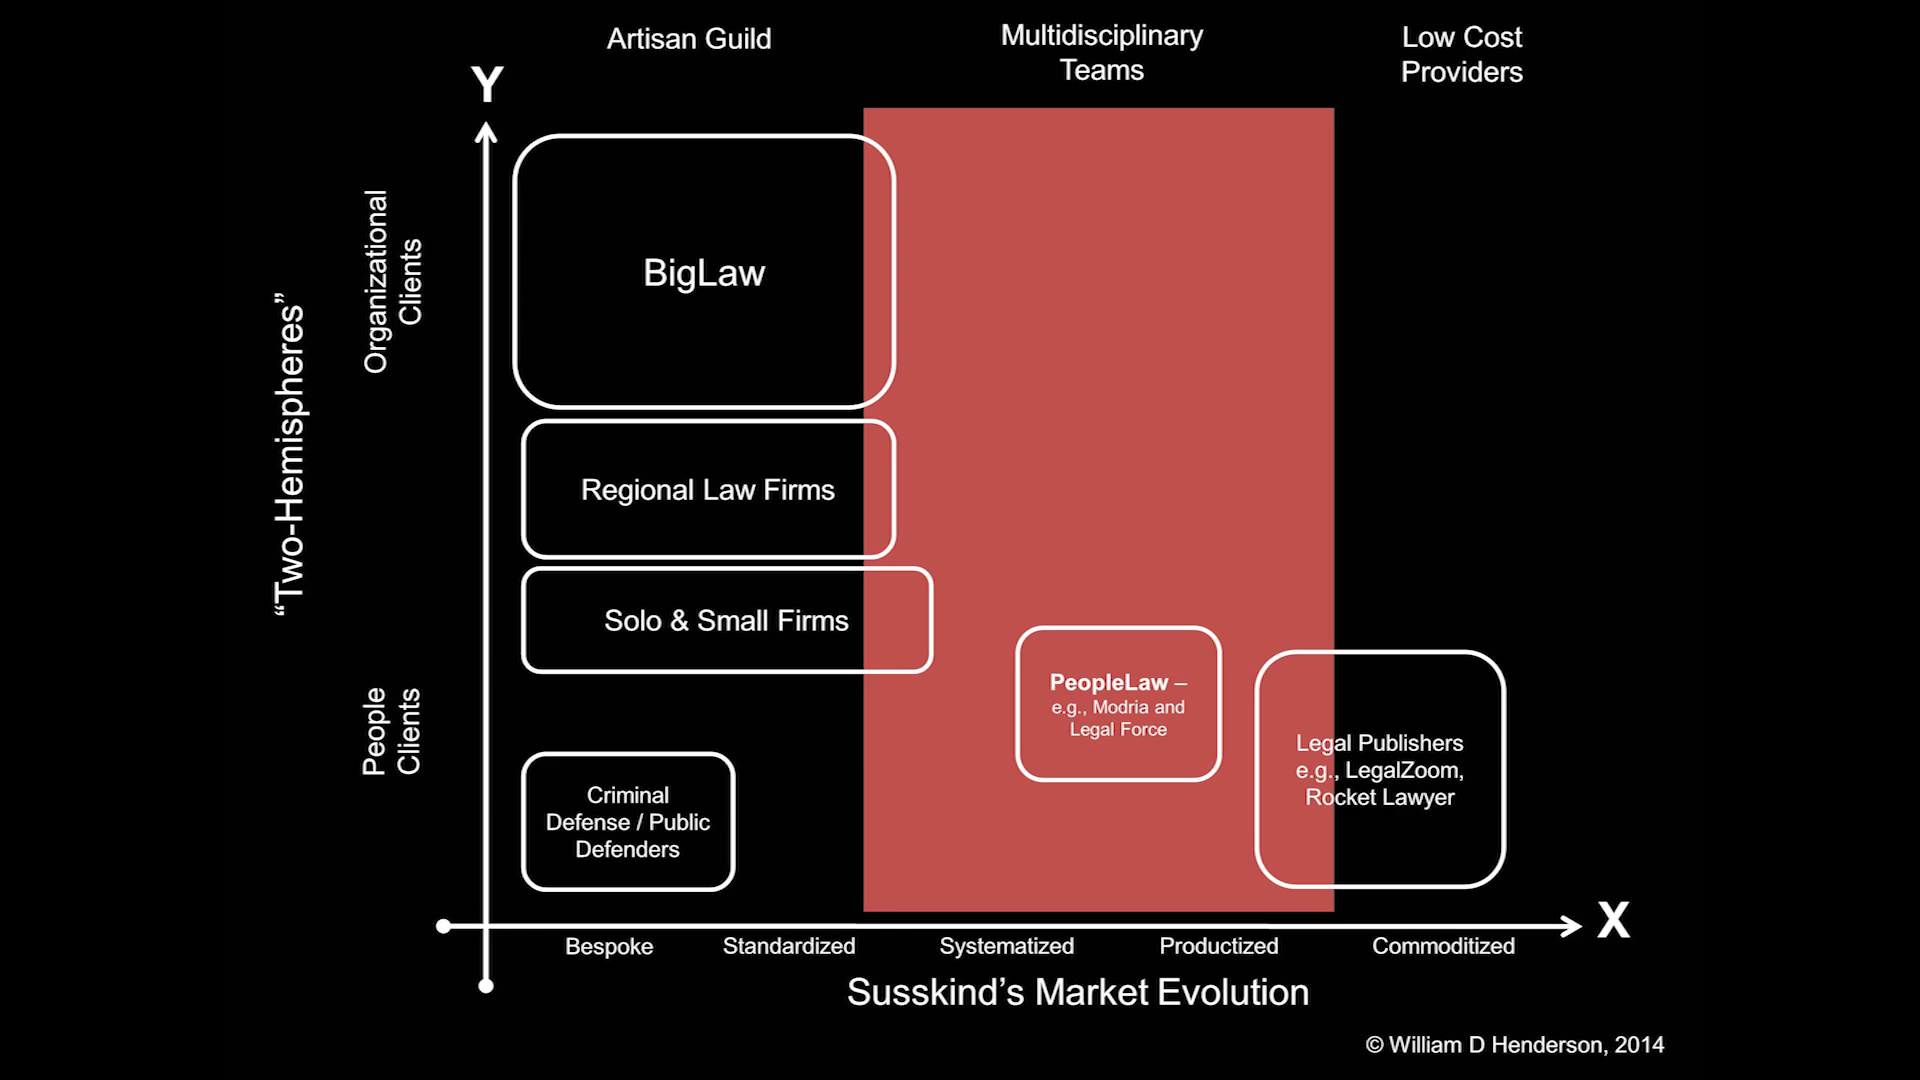 Artisan Guild
Multidisciplinary
Teams
Low Cost
Providers
Y
“Two-Hemispheres”
Organizational
Clients
People
Clients
BigLaw
Regional Law Firms
Solo & Small Firms
Criminal
Defense / Public
Defenders
PeopleLaw –
e.g., Modria and
Legal Force
Legal Publishers
e.g., LegalZoom,
Rocket Lawyer
X
Bespoke
Standardized
Systematized
Productized
Commoditized
Susskind’s Market Evolution
© William D Henderson, 2014